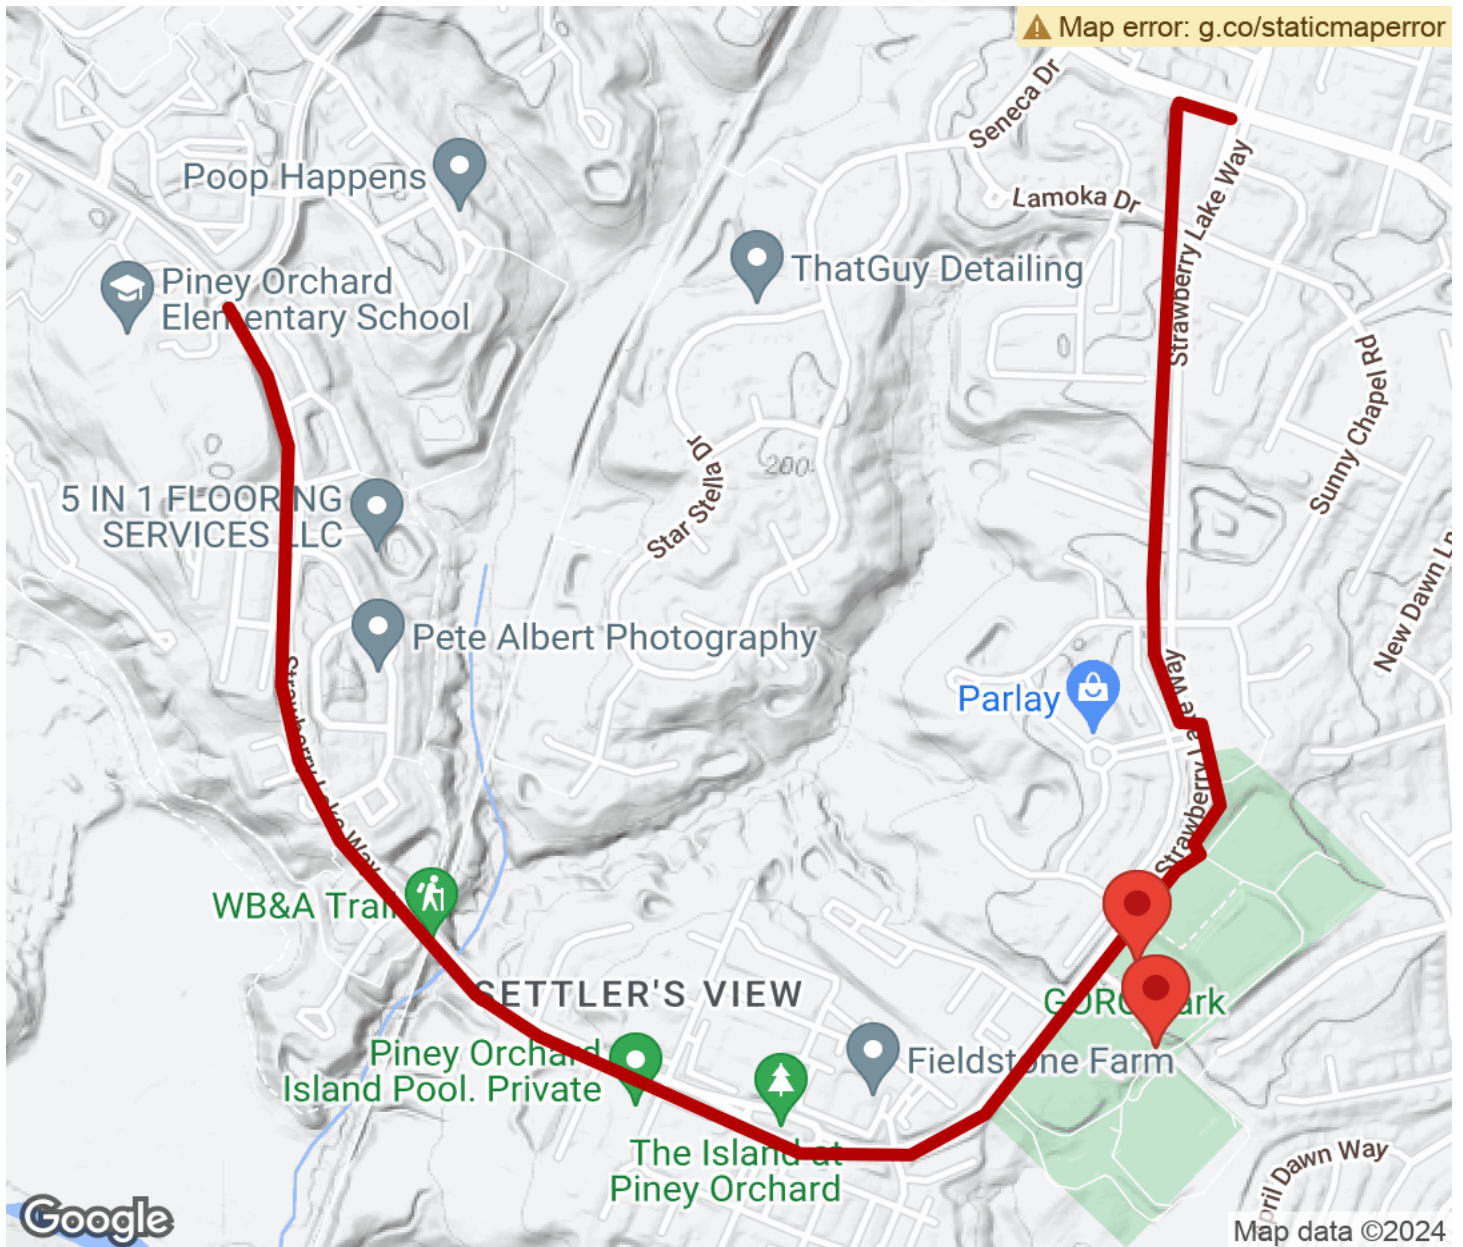 Map error: g.co/staticmaperror
Seneca Dr
Poop Happens
Lamoka Dr
Strawberry Lake Way
ThatGuy Detailing
Piney Orchard
Elementary School
Sunny Chapel Rd
Star Stella Dr
200
5 IN 1 FLOORING
SERVICES LLC
New Dawn Ln
Pete Albert Photography
Parlay
Strawberry Lake Way
Strawberry Lake Way
WB&A Trail
SETTLER'S VIEW
GORC Park
Piney Orchard
Island Pool. Private
Fieldstone Farm
The Island at
Piney Orchard
April Dawn Way
Google
Map data ©2024